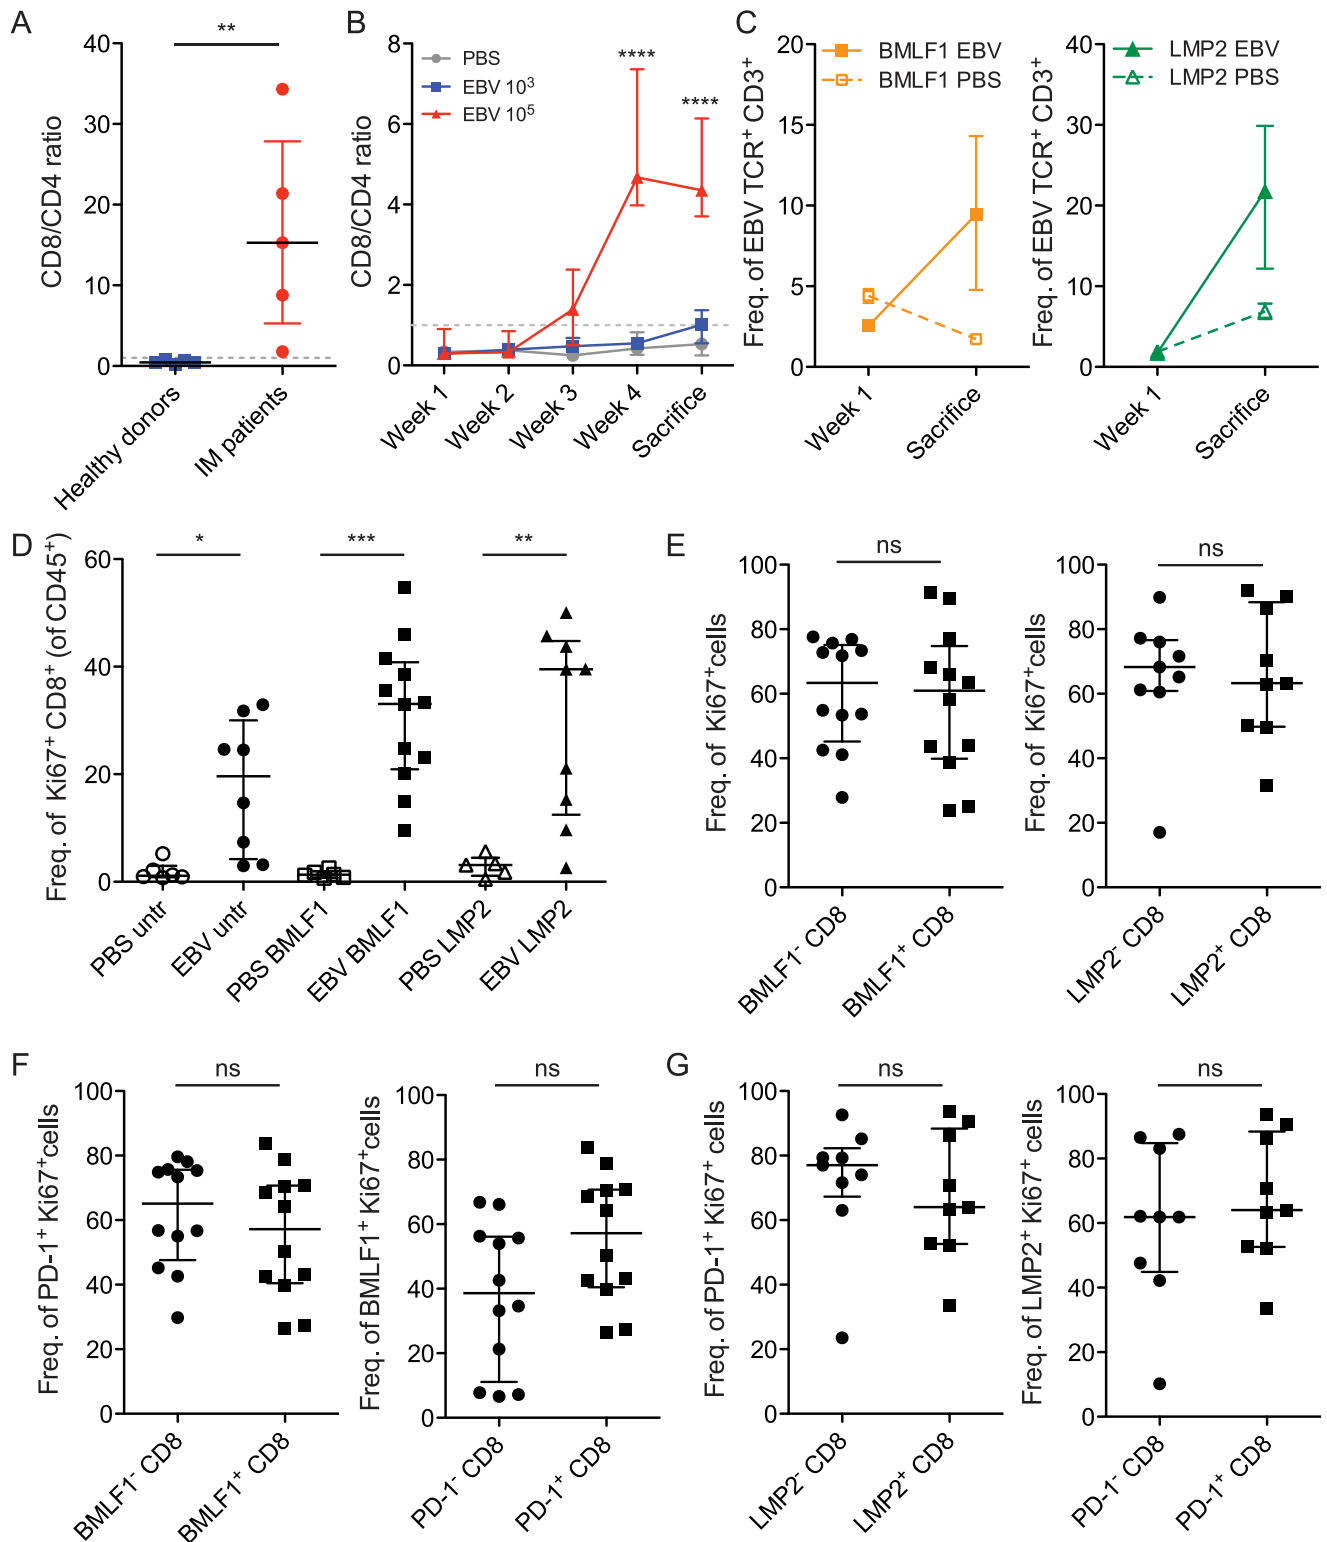 A
**
CD8/CD4 ratio
40
30
20
10
0
Healthy donors
IM patients
B
PBS
EBV 10³
EBV 10⁵
****
****
CD8/CD4 ratio
8
6
4
2
0
Week 1
Week 2
Week 3
Week 4
Sacrifice
C
BMLF1 EBV
BMLF1 PBS
Freq. of EBV TCR⁺ CD3⁺
20
15
10
5
0
Week 1
Sacrifice
LMP2 EBV
LMP2 PBS
Freq. of EBV TCR⁺ CD3⁺
40
30
20
10
0
Week 1
Sacrifice
D
*
***
**
Freq. of Ki67⁺ CD8⁺ (of CD45⁺)
60
40
20
0
PBS untr
EBV untr
PBS BMLF1
EBV BMLF1
PBS LMP2
EBV LMP2
E
ns
Freq. of Ki67⁺cells
100
80
60
40
20
0
BMLF1⁻ CD8
BMLF1⁺ CD8
ns
Freq. of Ki67⁺cells
100
80
60
40
20
0
LMP2⁻ CD8
LMP2⁺ CD8
F
ns
Freq. of PD-1⁺ Ki67⁺cells
100
80
60
40
20
0
BMLF1⁻ CD8
BMLF1⁺ CD8
ns
Freq. of BMLF1⁺ Ki67⁺cells
100
80
60
40
20
0
PD-1⁻ CD8
PD-1⁺ CD8
G
ns
Freq. of PD-1⁺ Ki67⁺ cells
100
80
60
40
20
0
LMP2⁻ CD8
LMP2⁺ CD8
ns
Freq. of LMP2⁺ Ki67⁺ cells
100
80
60
40
20
0
PD-1⁻ CD8
PD-1⁺ CD8